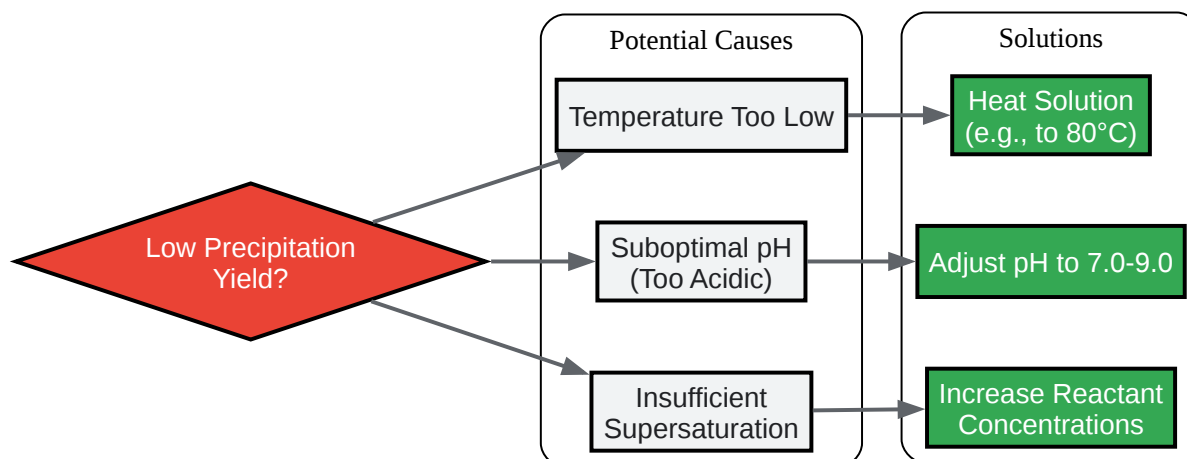 Potential Causes
Solutions
Temperature Too Low
Heat Solution
(e.g., to 80°C)
Low Precipitation
Yield?
Suboptimal pH
(Too Acidic)
Adjust pH to 7.0-9.0
Insufficient
Supersaturation
Increase Reactant
Concentrations